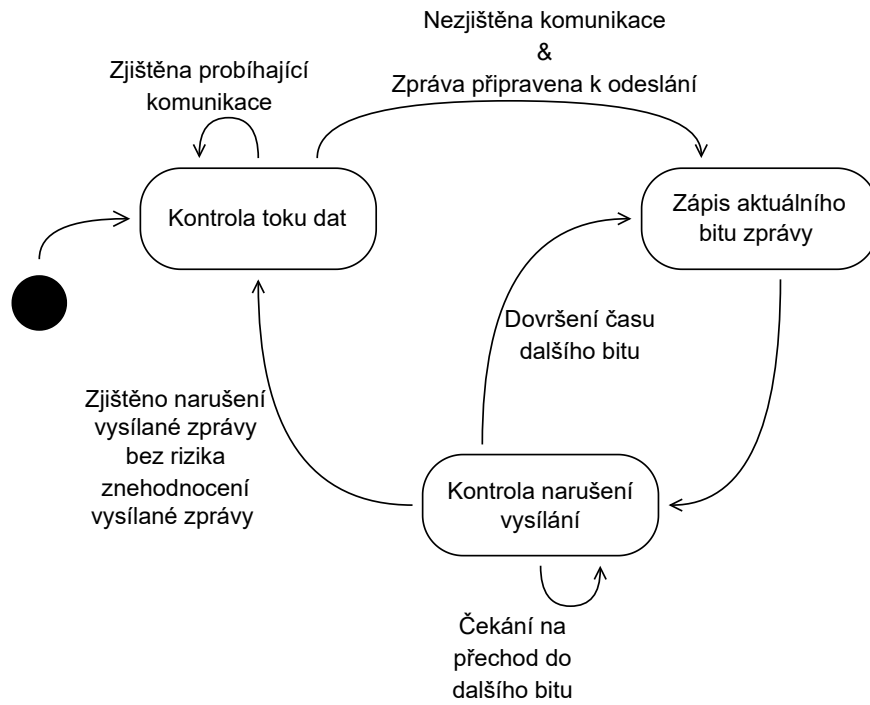 Nezjištěna komunikace
&
Zpráva připravena k odeslání
Zjištěna probíhající
komunikace
Kontrola toku dat
Zápis aktuálního
bitu zprávy
Dovršení času
dalšího bitu
Zjištěno narušení
vysílané zprávy
bez rizika
znehodnocení
vysílané zprávy
Kontrola narušení
vysílání
Čekání na
přechod do
dalšího bitu